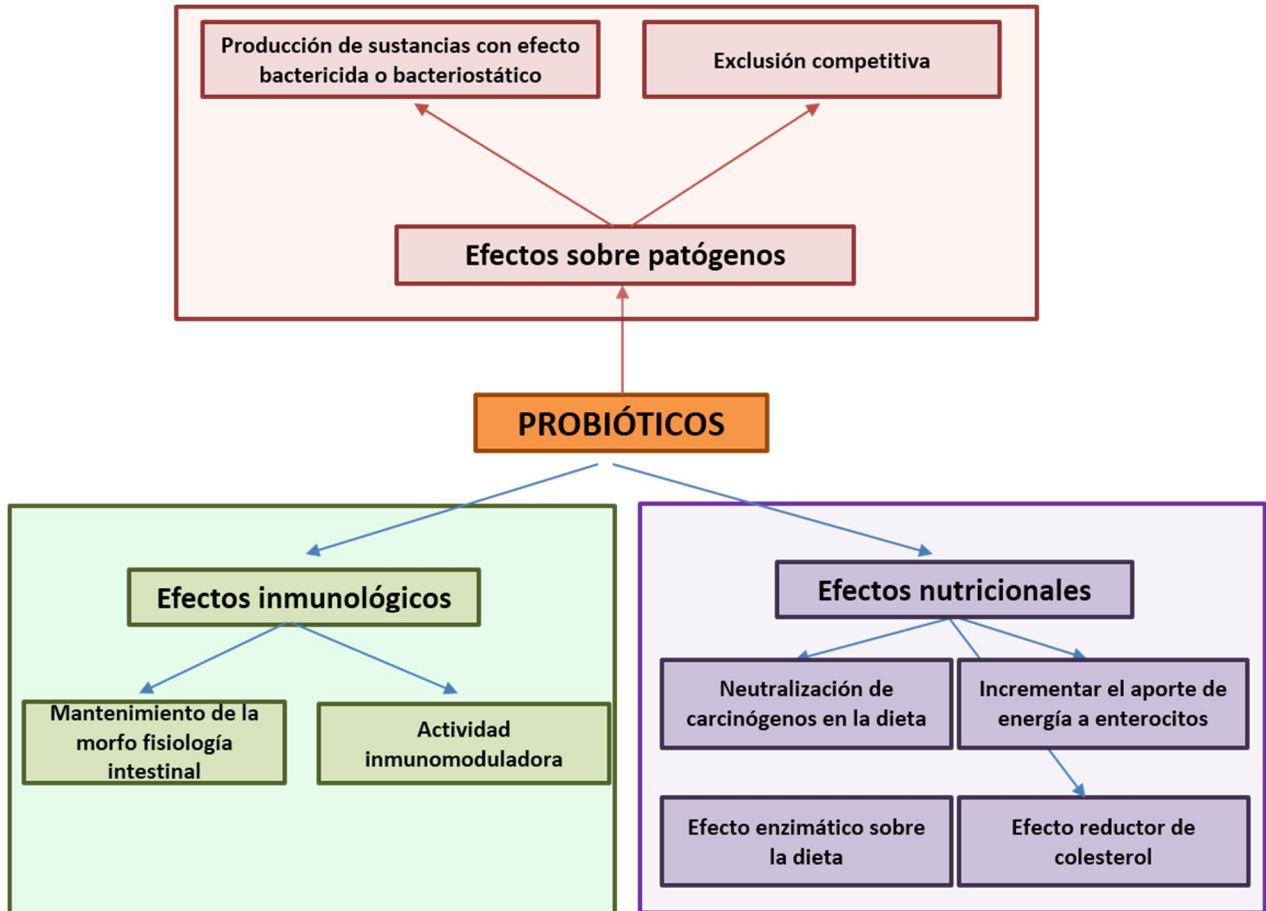 Producción de sustancias con efecto
bactericida o bacteriostático
Exclusión competitiva
Efectos sobre patógenos
PROBIÓTICOS
Efectos inmunológicos
Mantenimiento de la
morfo fisiología
intestinal
Actividad
inmunomoduladora
Efectos nutricionales
Neutralización de
carcinógenos en la dieta
Incrementar el aporte de
energía a enterocitos
Efecto enzimático sobre
la dieta
Efecto reductor de
colesterol